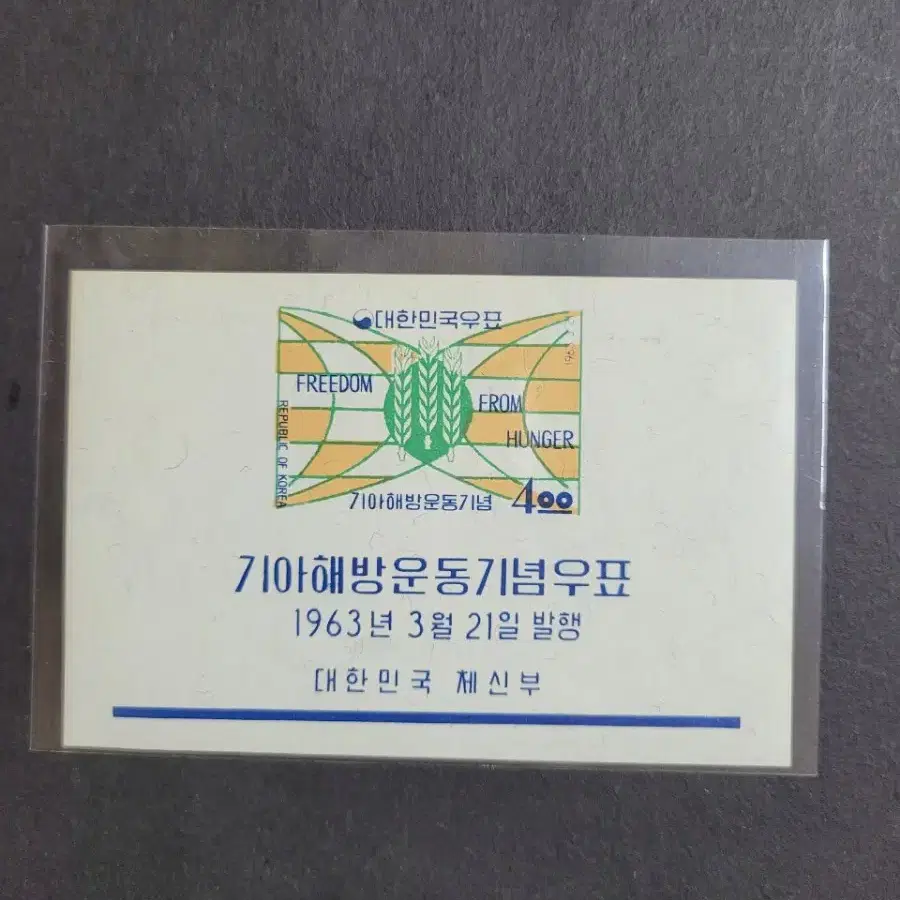 대한민국우표
FREEDOM
FROM
HUNGER
REPUBLIC OF KOREA
기아해방운동기념 4.00
기아해방운동기념우표
1963년 3월 21일 발행
대한민국 체신부